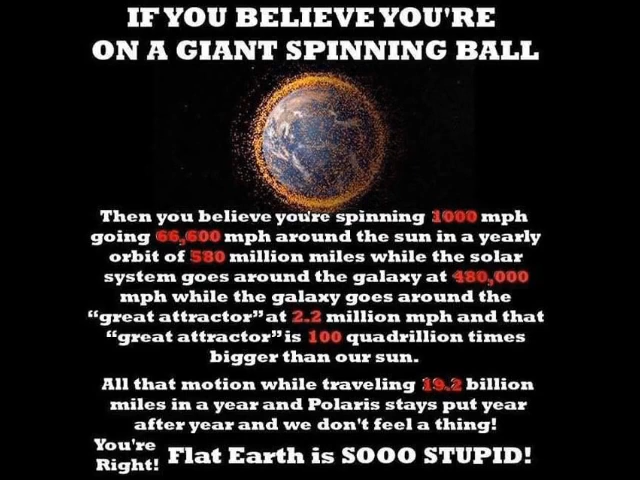 IF YOU BELIEVE YOU'RE
ON A GIANT SPINNING BALL
Then you believe you're spinning 1000 mph
going 66,600 mph around the sun in a yearly
orbit of 580 million miles while the solar
system goes around the galaxy at 480,000
mph while the galaxy goes around the
“great attractor” at 2.2 million mph and that
“great attractor” is 100 quadrillion times
bigger than our sun.
All that motion while traveling 19.2 billion
miles in a year and Polaris stays put year
after year and we don't feel a thing!
You're
Right! Flat Earth is SOOO STUPID!